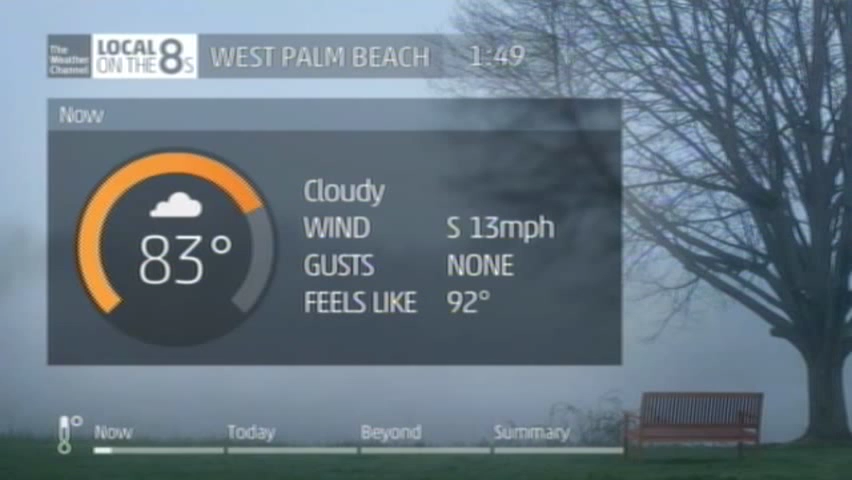 The Weather Channel LOCAL ON THE 8s WEST PALM BEACH 1:49
Now
Cloudy
83°
WIND S 13mph
GUSTS NONE
FEELS LIKE 92°
Now Today Beyond Summary